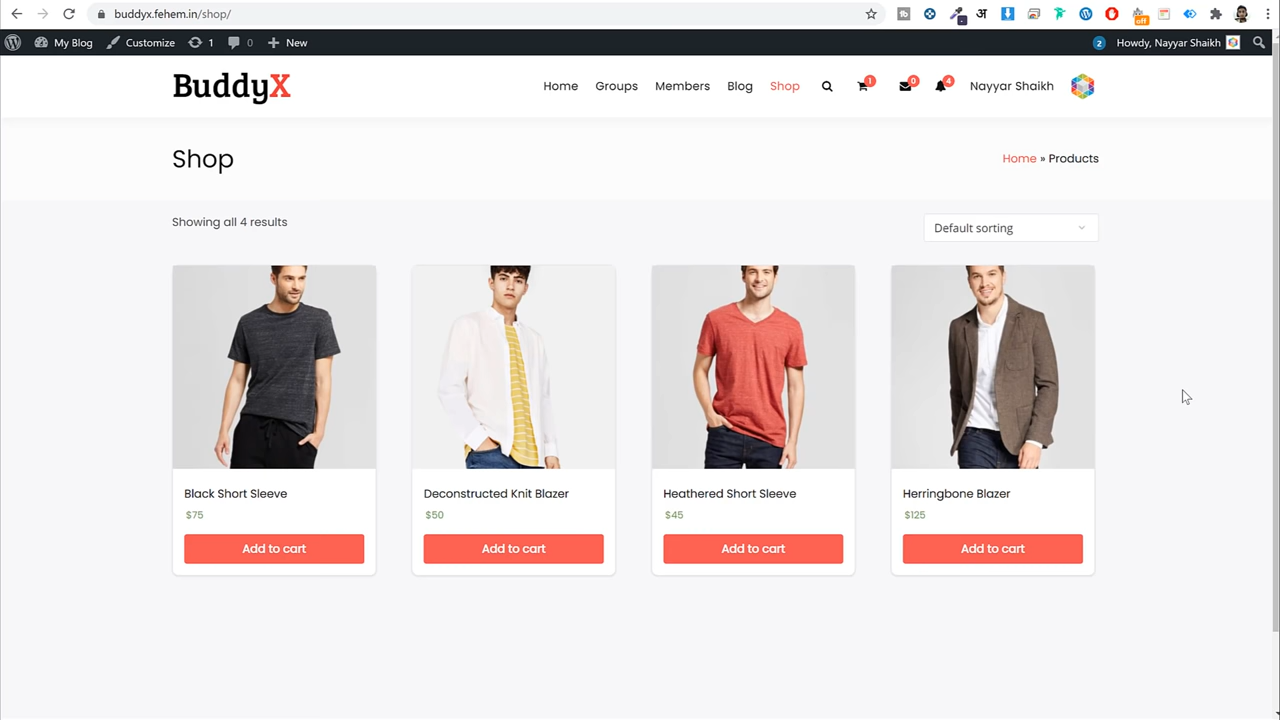 buddyx.fehem.in/shop/
अ
off
My Blog
Customize
1
0
New
2
Howdy, Nayyar Shaikh
BuddyX
Home
Groups
Members
Blog
Shop
1
0
4
Nayyar Shaikh
Shop
Home » Products
Showing all 4 results
Default sorting
Black Short Sleeve
$75
Add to cart
Deconstructed Knit Blazer
$50
Add to cart
Heathered Short Sleeve
$45
Add to cart
Herringbone Blazer
$125
Add to cart